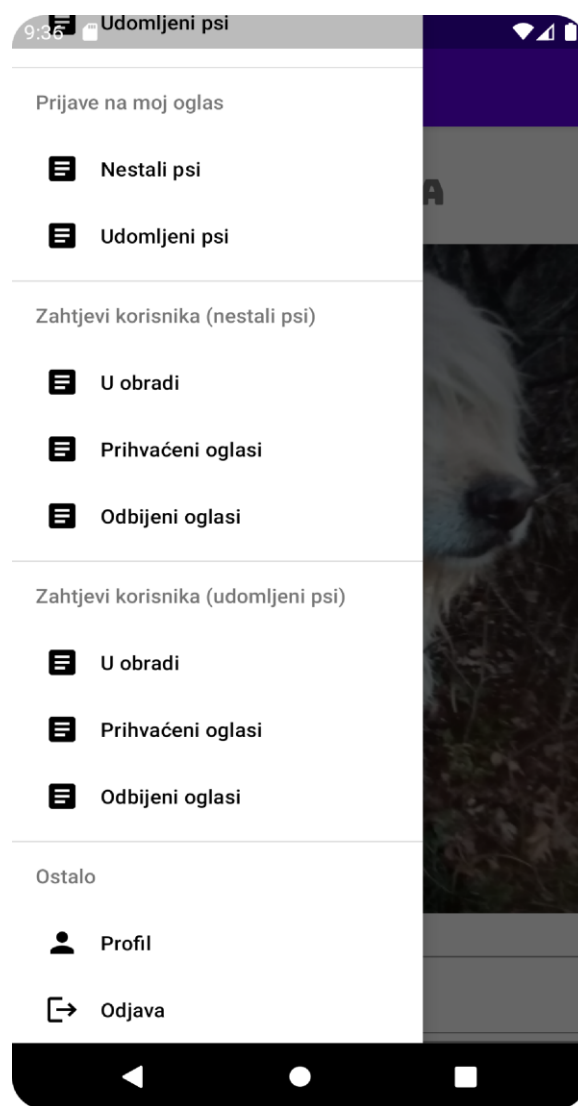 Udomljeni psi
9:36
Prijave na moj oglas
Nestali psi
Udomljeni psi
A
Zahtjevi korisnika (nestali psi)
U obradi
Prihvaćeni oglasi
Odbijeni oglasi
Zahtjevi korisnika (udomljeni psi)
U obradi
Prihvaćeni oglasi
Odbijeni oglasi
Ostalo
Profil
Odjava